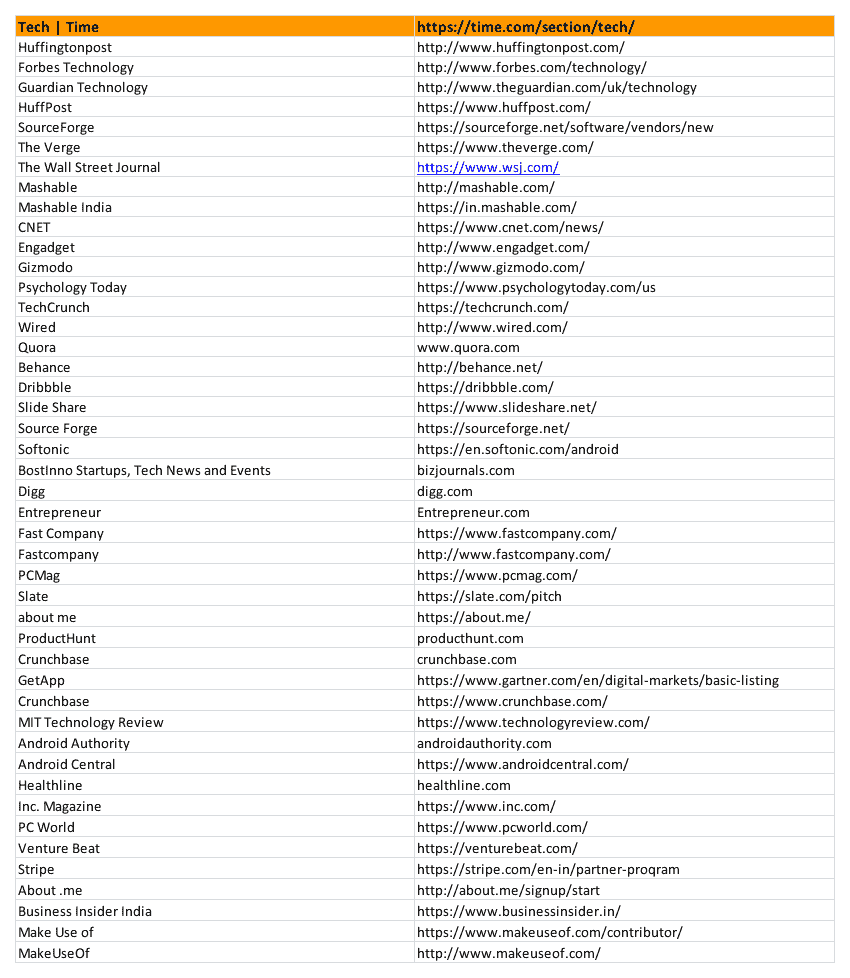 Tech | Time https://time.com/section/tech/
Huffingtonpost http://www.huffingtonpost.com/
Forbes Technology http://www.forbes.com/technology/
Guardian Technology http://www.theguardian.com/uk/technology
HuffPost https://www.huffpost.com/
SourceForge https://sourceforge.net/software/vendors/new
The Verge https://www.theverge.com/
The Wall Street Journal https://www.wsj.com/
Mashable http://mashable.com/
Mashable India https://in.mashable.com/
CNET https://www.cnet.com/news/
Engadget http://www.engadget.com/
Gizmodo http://www.gizmodo.com/
Psychology Today https://www.psychologytoday.com/us
TechCrunch https://techcrunch.com/
Wired http://www.wired.com/
Quora www.quora.com
Behance http://behance.net/
Dribbble https://dribbble.com/
Slide Share https://www.slideshare.net/
Source Forge https://sourceforge.net/
Softonic https://en.softonic.com/android
BostInno Startups, Tech News and Events bizjournals.com
Digg digg.com
Entrepreneur Entrepreneur.com
Fast Company https://www.fastcompany.com/
Fastcompany http://www.fastcompany.com/
PCMag https://www.pcmag.com/
Slate https://slate.com/pitch
about me https://about.me/
ProductHunt producthunt.com
Crunchbase crunchbase.com
GetApp https://www.gartner.com/en/digital-markets/basic-listing
Crunchbase https://www.crunchbase.com/
MIT Technology Review https://www.technologyreview.com/
Android Authority androidauthority.com
Android Central https://www.androidcentral.com/
Healthline healthline.com
Inc. Magazine https://www.inc.com/
PC World https://www.pcworld.com/
Venture Beat https://venturebeat.com/
Stripe https://stripe.com/en-in/partner-program
About .me http://about.me/signup/start
Business Insider India https://www.businessinsider.in/
Make Use of https://www.makeuseof.com/contributor/
MakeUseOf http://www.makeuseof.com/